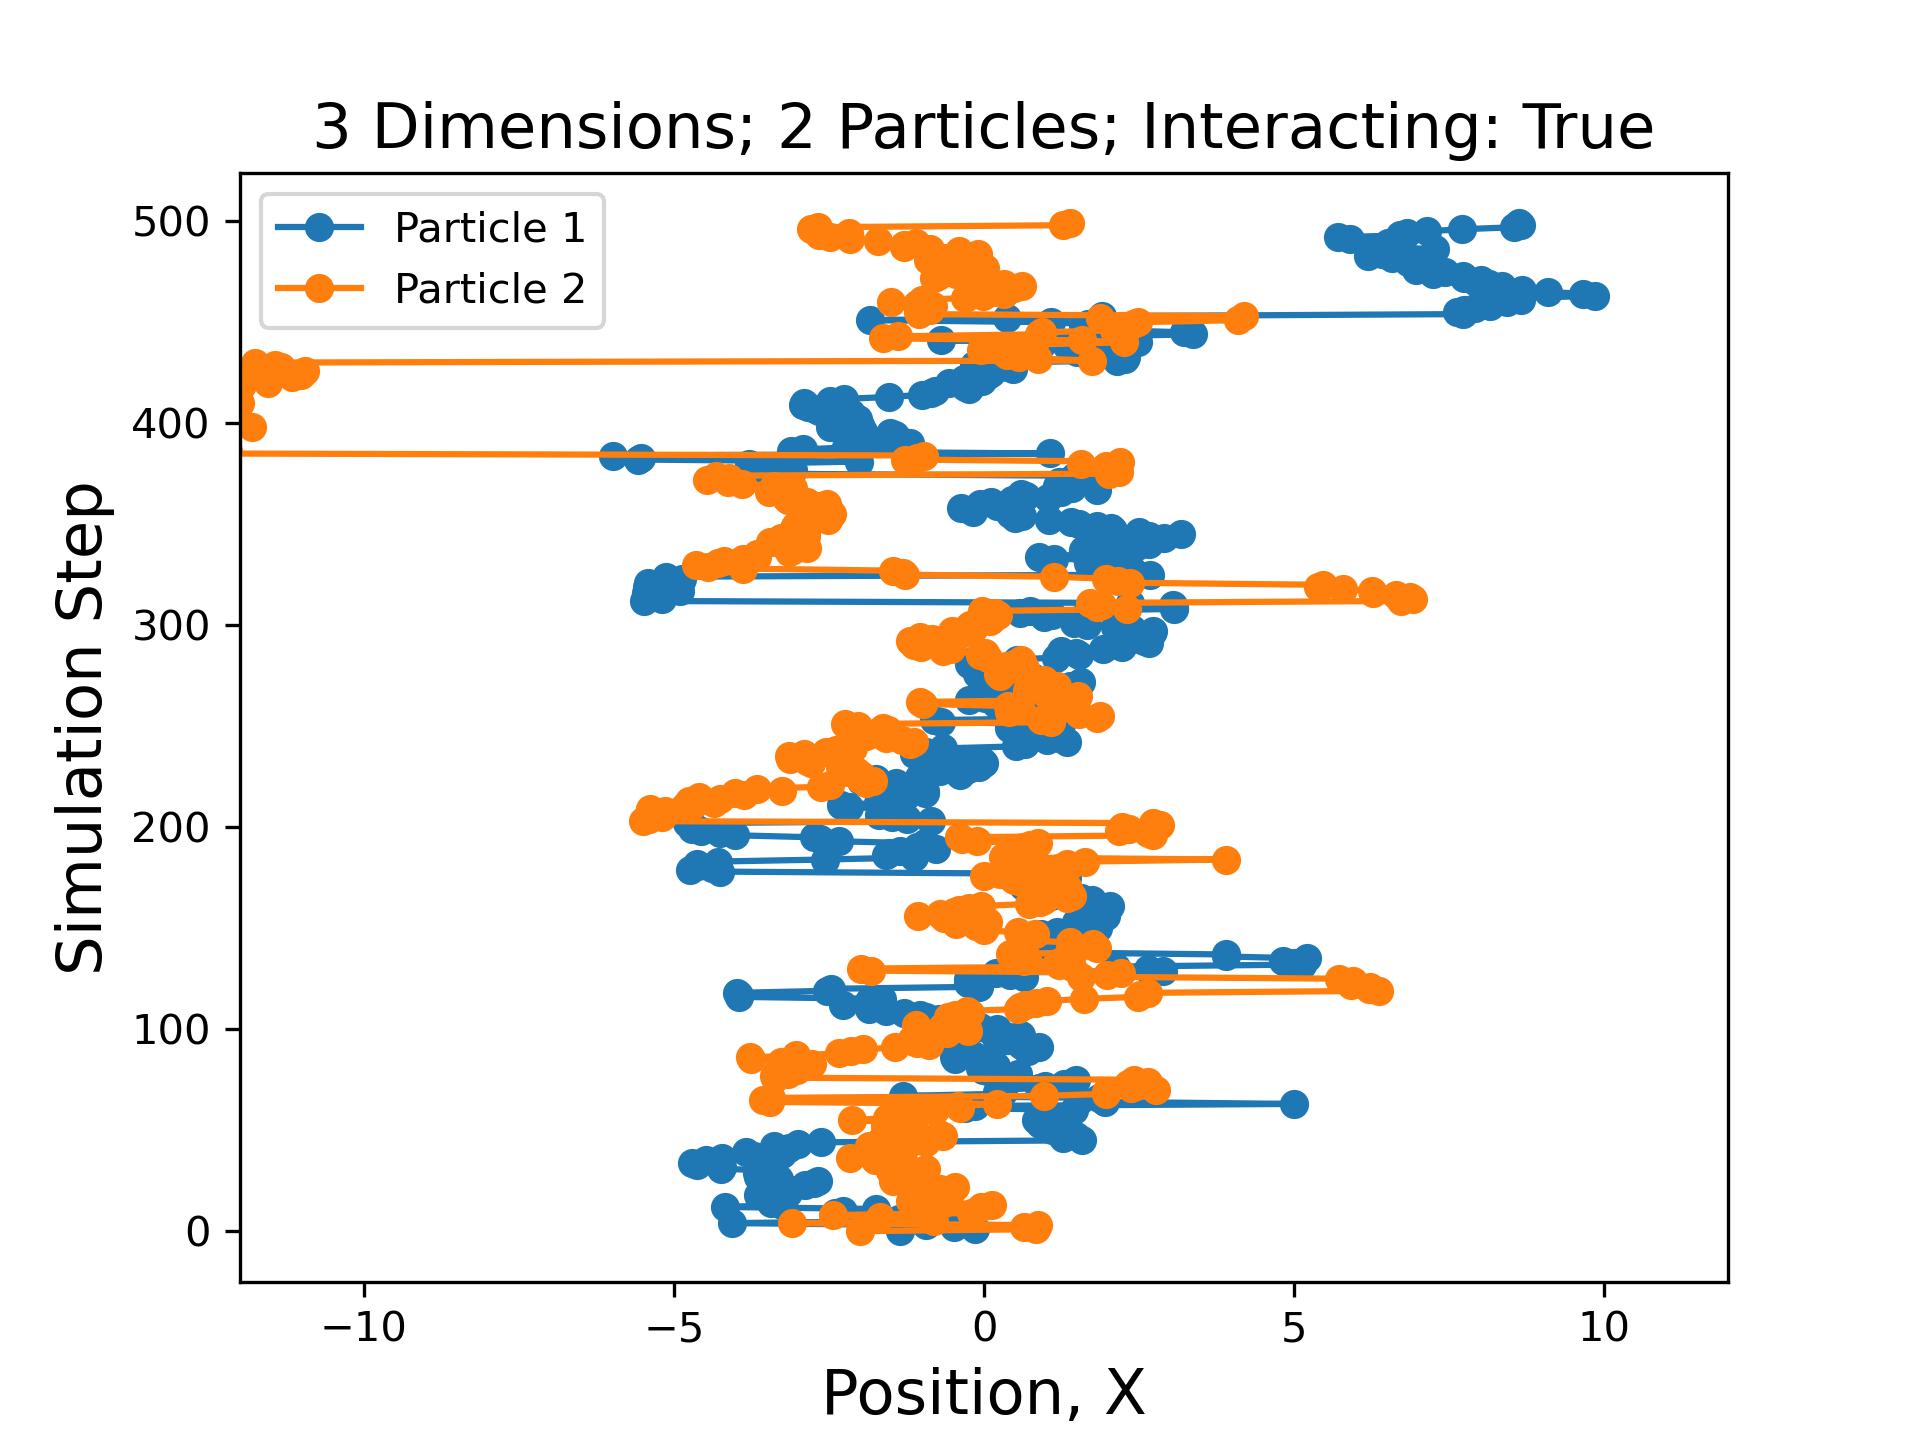 3 Dimensions; 2 Particles; Interacting: True
Particle 1
Particle 2
Simulation Step
500
400
300
200
100
0
−10
−5
0
5
10
Position, X